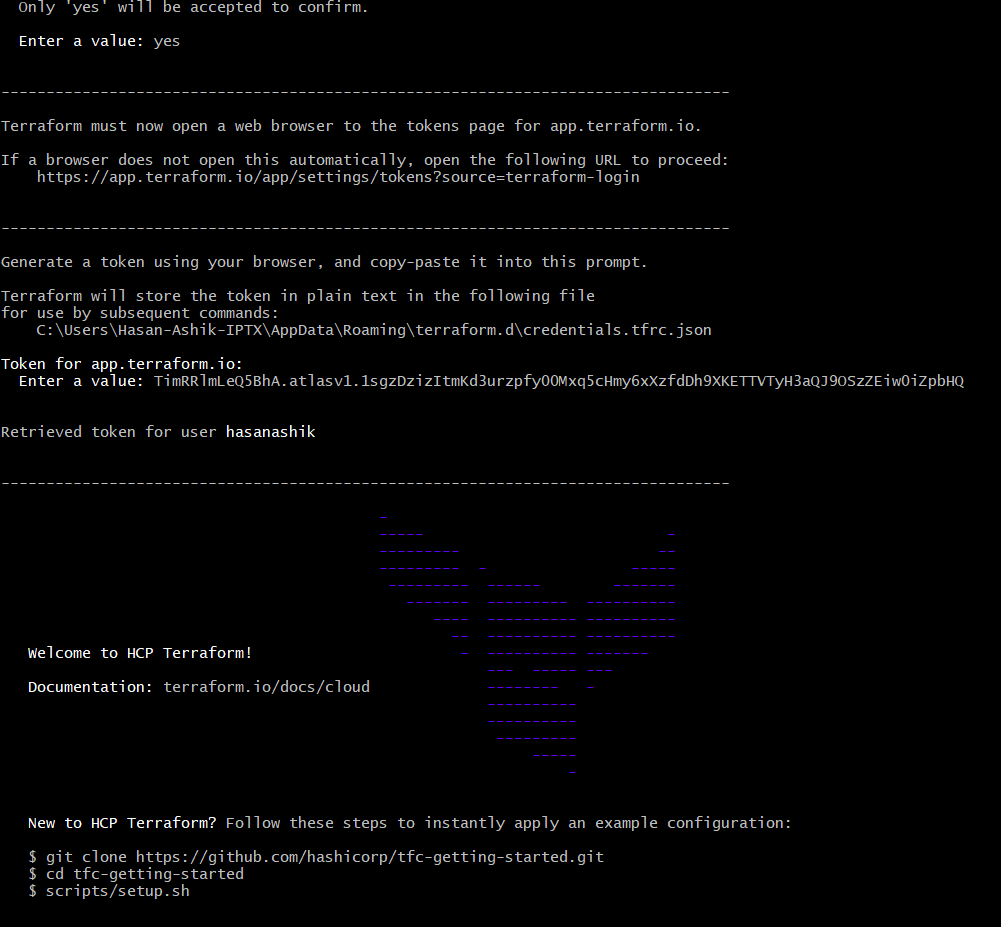 Only 'yes' will be accepted to confirm.
Enter a value: yes
---------------------------------------------------------------------------------
Terraform must now open a web browser to the tokens page for app.terraform.io.
If a browser does not open this automatically, open the following URL to proceed:
https://app.terraform.io/app/settings/tokens?source=terraform-login
---------------------------------------------------------------------------------
Generate a token using your browser, and copy-paste it into this prompt.
Terraform will store the token in plain text in the following file
for use by subsequent commands:
C:\Users\Hasan-Ashik-IPTX\AppData\Roaming\terraform.d\credentials.tfrc.json
Token for app.terraform.io:
Enter a value:
Retrieved token for user hasanashik
---------------------------------------------------------------------------------
Welcome to HCP Terraform!
Documentation: terraform.io/docs/cloud
New to HCP Terraform? Follow these steps to instantly apply an example configuration:
$ git clone https://github.com/hashicorp/tfc-getting-started.git
$ cd tfc-getting-started
$ scripts/setup.sh